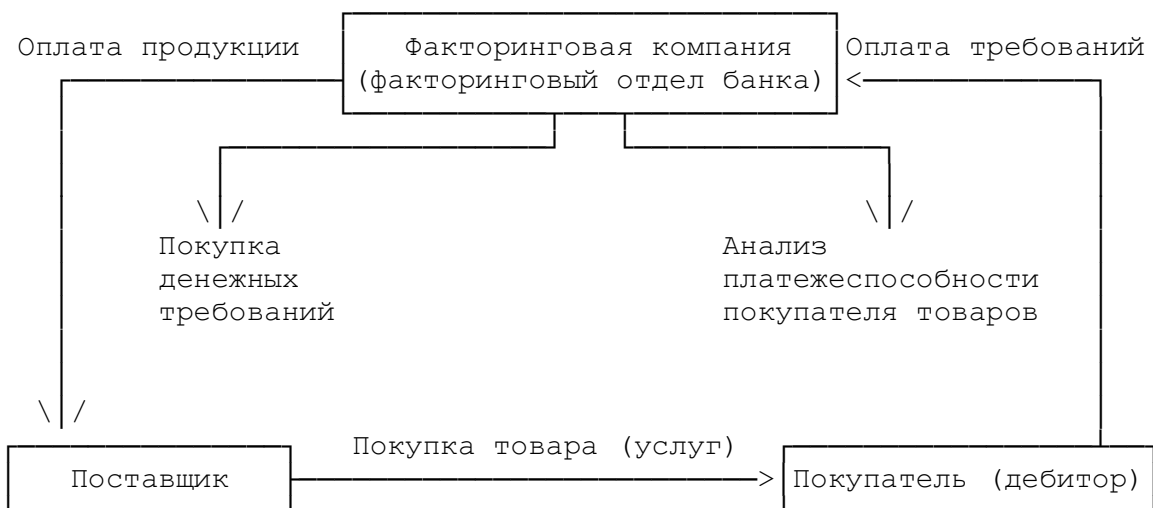 Оплата продукции
Факторинговая компания
(факторинговый отдел банка)
Оплата требований
Покупка
денежных
требований
Анализ
платежеспособности
покупателя товаров
Покупка товара (услуг)
Поставщик
Покупатель (дебитор)